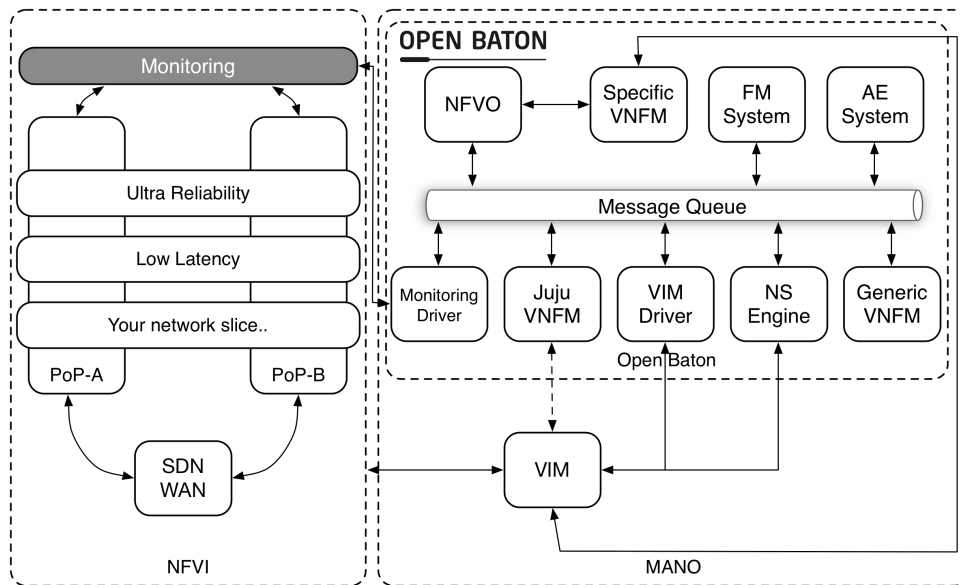 Monitoring
Ultra Reliability
Low Latency
Your network slice..
PoP-A
PoP-B
SDN
WAN
NFVI
OPEN BATON
NFVO
Specific
VNFM
FM
System
AE
System
Message Queue
Monitoring
Driver
Juju
VNFM
VIM
Driver
NS
Engine
Generic
VNFM
Open Baton
VIM
MANO